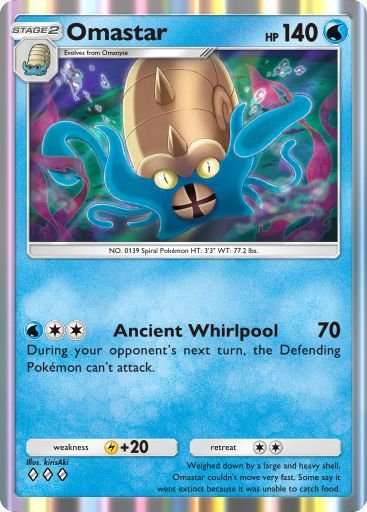 STAGE2 Omastar HP 140
Evolves from Omanyte
NO. 0139 Spiral Pokémon HT: 3'3" WT: 77.2 lbs.
Ancient Whirlpool 70
During your opponent's next turn, the Defending
Pokémon can't attack.
weakness +20 retreat
Illus. kirisAki
Weighed down by a large and heavy shell,
Omastar couldn't move very fast. Some say it
went extinct because it was unable to catch food.